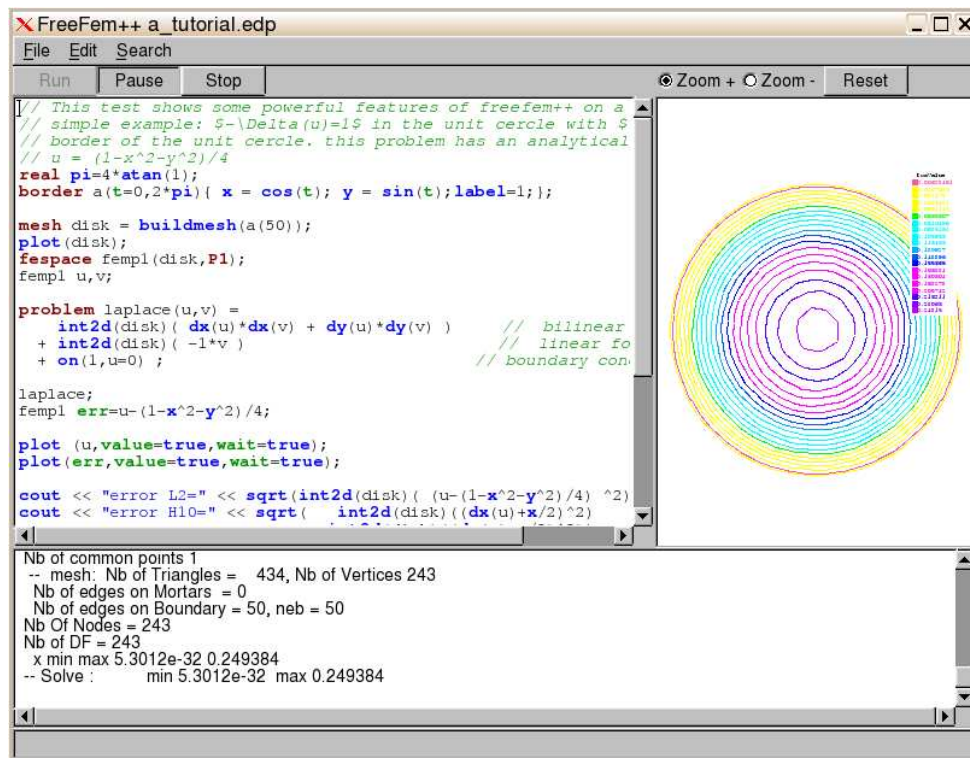 FreeFem++ a_tutorial.edp
File Edit Search
Run Pause Stop Zoom + Zoom - Reset
// This test shows some powerful features of freefem++ on a
// simple example: $-\Delta(u)=1$ in the unit cercle with $
// border of the unit cercle. this problem has an analytical
// u = (1-x^2-y^2)/4
real pi=4*atan(1);
border a(t=0,2*pi){ x = cos(t); y = sin(t);label=1;};
mesh disk = buildmesh(a(50));
plot(disk);
fespace femp1(disk,P1);
femp1 u,v;
problem laplace(u,v) =
int2d(disk)( dx(u)*dx(v) + dy(u)*dy(v) ) // bilinear
+ int2d(disk)( -1*v ) // linear fo
+ on(1,u=0) ; // boundary con
laplace;
femp1 err=u-(1-x^2-y^2)/4;
plot (u,value=true,wait=true);
plot(err,value=true,wait=true);
cout << "error L2=" << sqrt(int2d(disk)( (u-(1-x^2-y^2)/4) ^2)
cout << "error H10=" << sqrt( int2d(disk)((dx(u)+x/2)^2)
IsoValue
Nb of common points 1
-- mesh: Nb of Triangles = 434, Nb of Vertices 243
Nb of edges on Mortars = 0
Nb of edges on Boundary = 50, neb = 50
Nb Of Nodes = 243
Nb of DF = 243
x min max 5.3012e-32 0.249384
-- Solve : min 5.3012e-32 max 0.249384